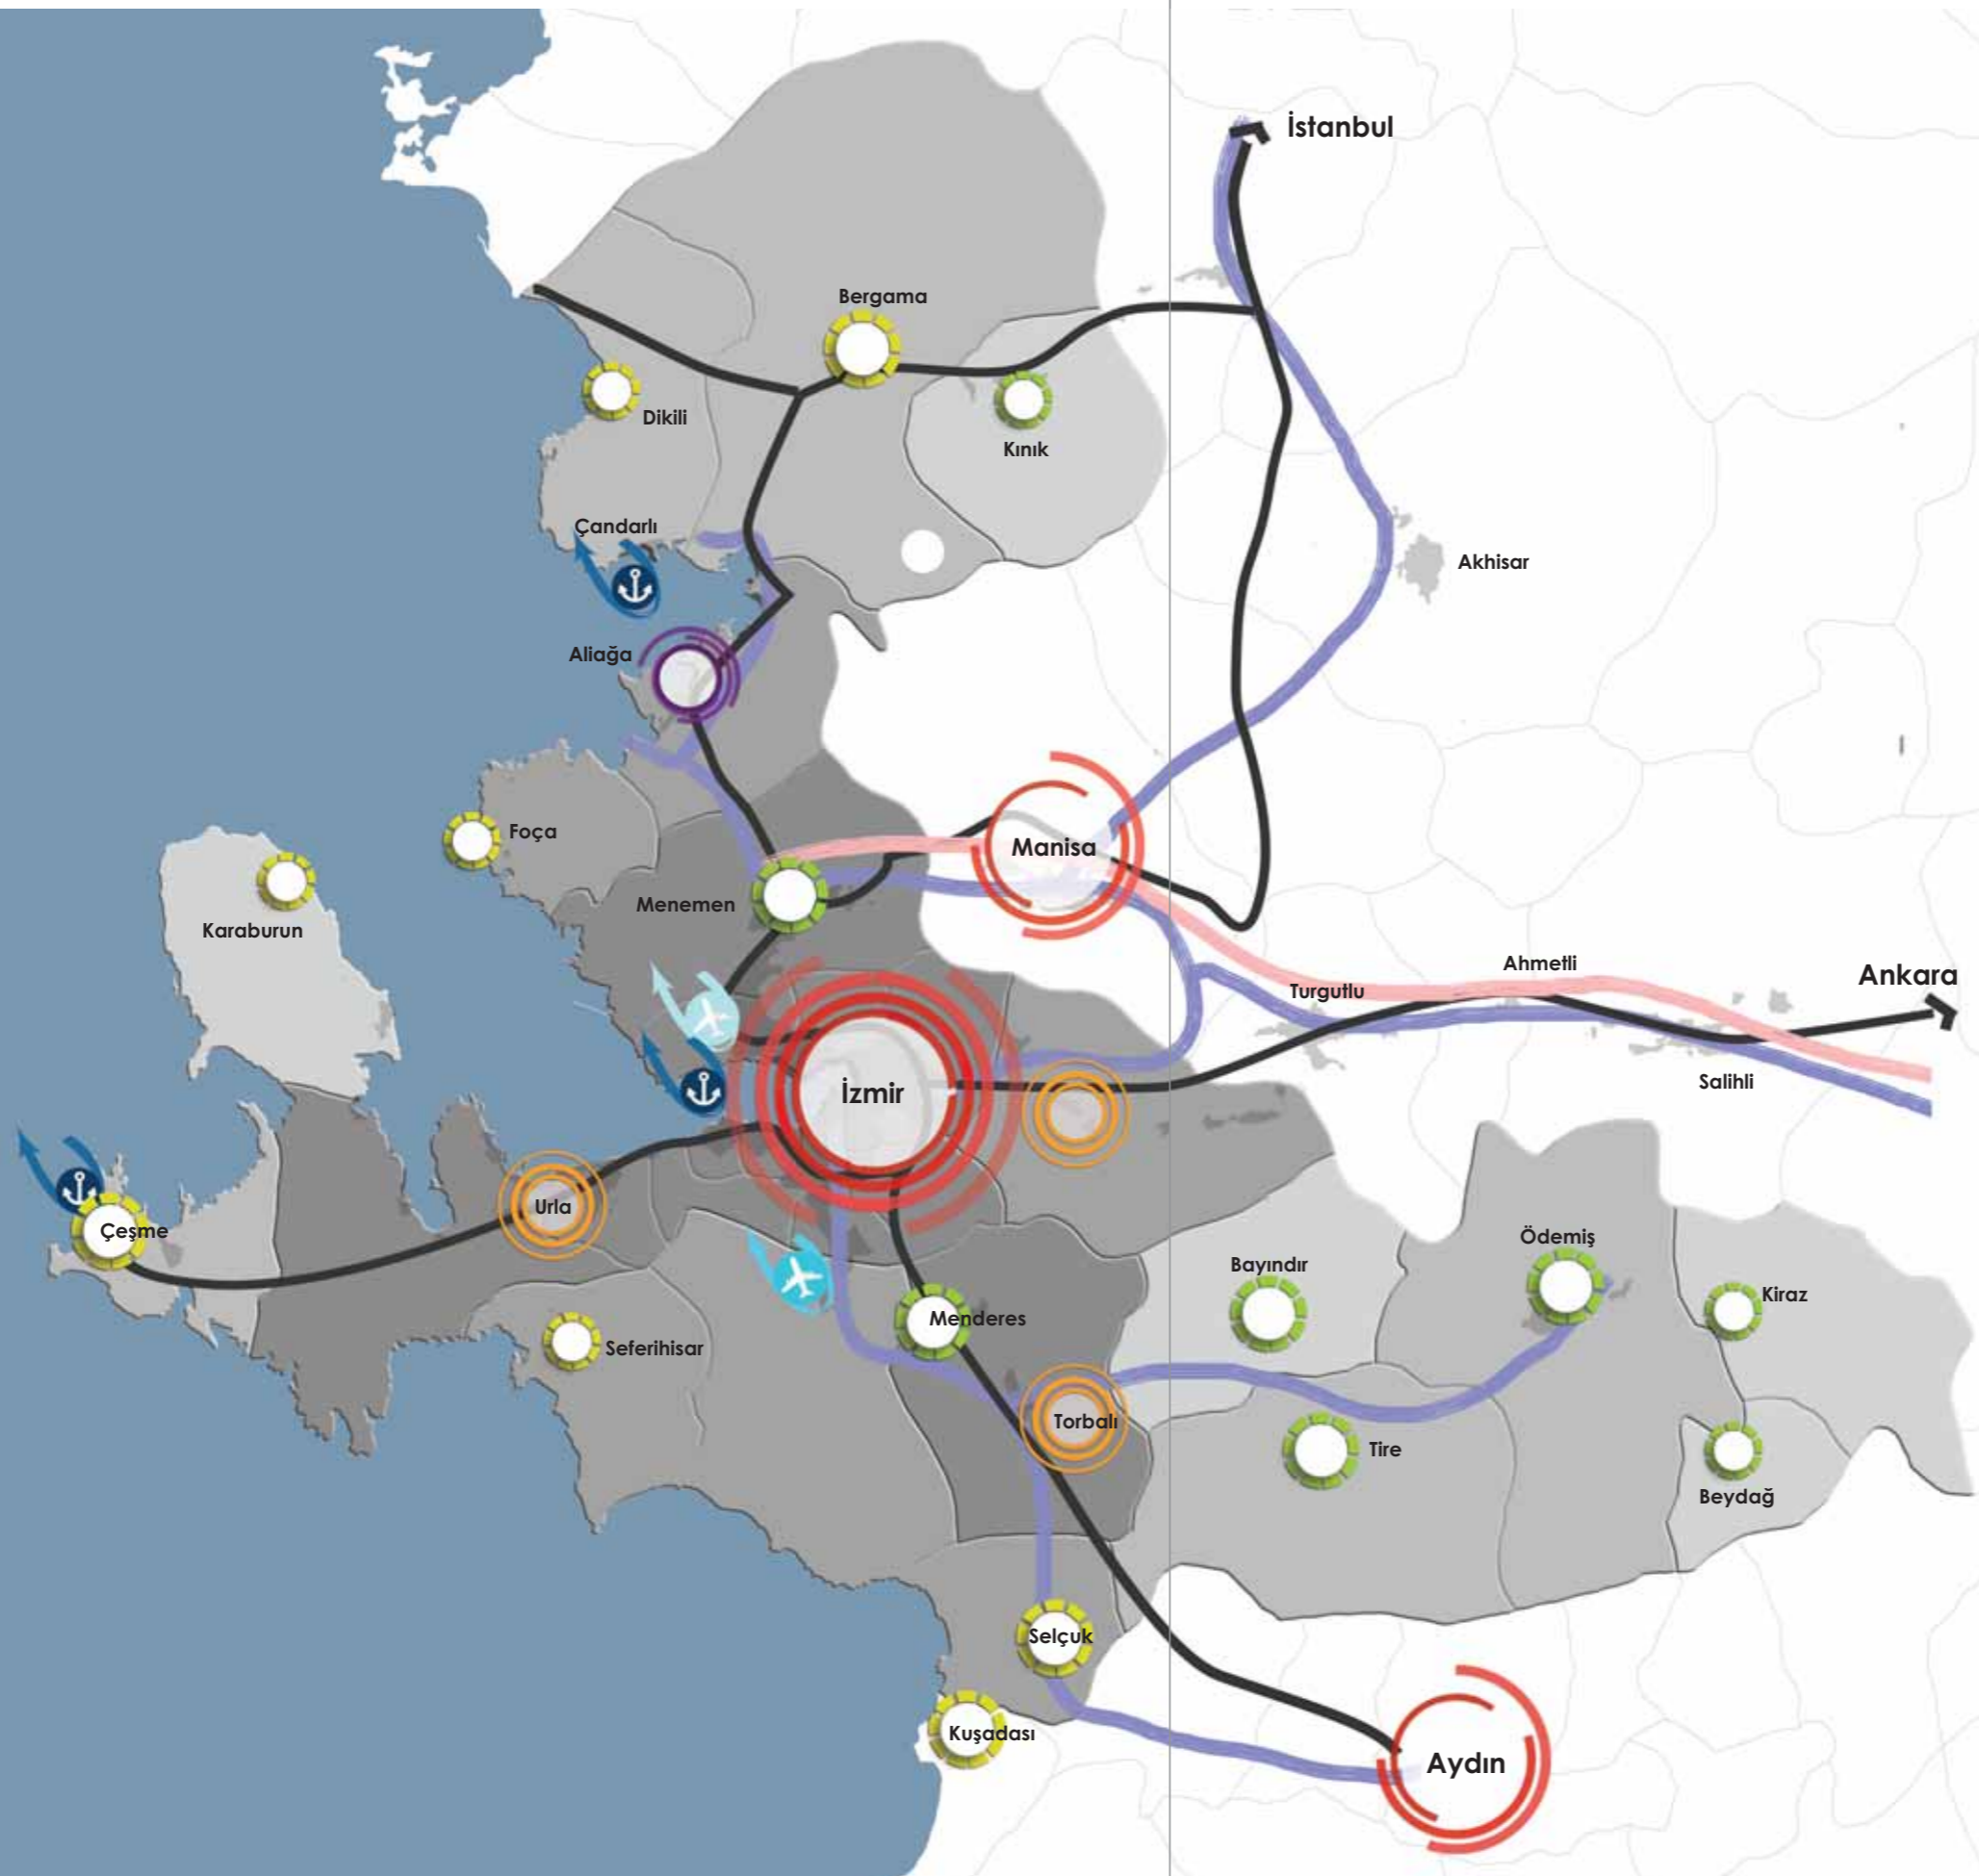 İstanbul
Bergama
Dikili
Kınık
Çandarlı
Akhisar
Aliağa
Foça
Manisa
Menemen
Karaburun
Ahmetli
Ankara
Turgutlu
Salihli
İzmir
Urla
Çeşme
Ödemiş
Bayındır
Kiraz
Menderes
Seferihisar
Torbalı
Tire
Beydağ
Selçuk
Kuşadası
Aydın